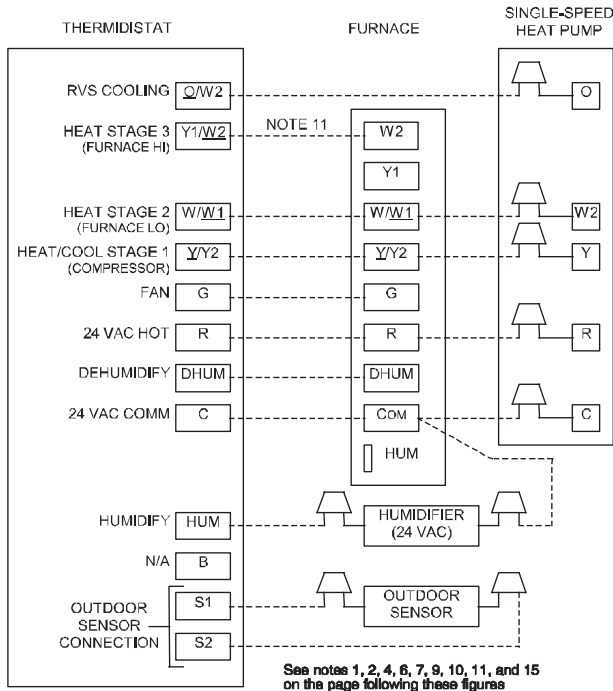 THERMIDISTAT FURNACE SINGLE-SPEED
HEAT PUMP
RVS COOLING O/W2 O
HEAT STAGE 3 Y1/W2 NOTE 11 W2
(FURNACE HI)
Y1
HEAT STAGE 2 W/W1 W/W1 W2
(FURNACE LO)
HEAT/COOL STAGE 1 Y/Y2 Y/Y2 Y
(COMPRESSOR)
FAN G G
24 VAC HOT R R R
DEHUMIDIFY DHUM DHUM
24 VAC COMM C COM C
HUM
HUMIDIFY HUM HUMIDIFIER
(24 VAC)
N/A B
OUTDOOR
SENSOR
CONNECTION
S1 OUTDOOR
SENSOR
S2
See notes 1, 2, 4, 6, 7, 9, 10, 11, and 15
on the page following these figures